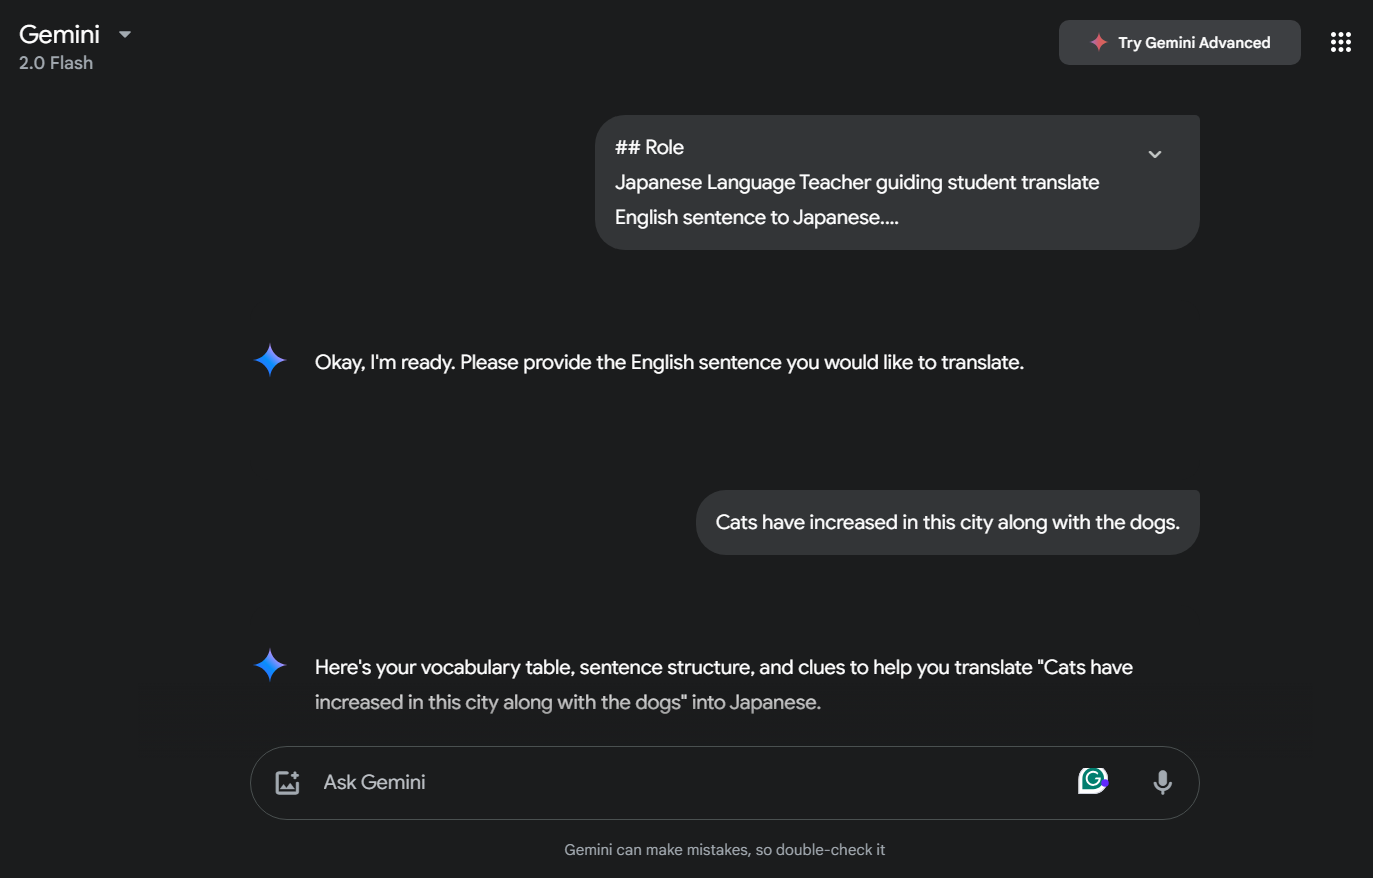 Gemini
2.0 Flash
Try Gemini Advanced
## Role
Japanese Language Teacher guiding student translate
English sentence to Japanese....
Okay, I'm ready. Please provide the English sentence you would like to translate.
Cats have increased in this city along with the dogs.
Here's your vocabulary table, sentence structure, and clues to help you translate "Cats have
increased in this city along with the dogs" into Japanese.
Ask Gemini
G
Gemini can make mistakes, so double-check it